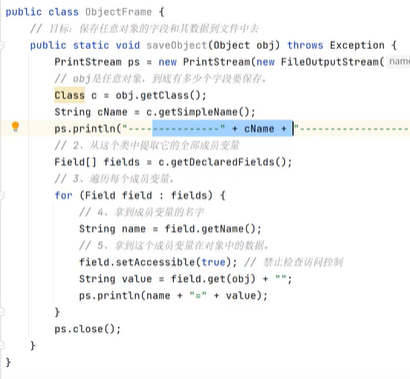 public class ObjectFrame {
// 目标：保存任意对象的字段和其数据到文件中去
public static void saveObject(Object obj) throws Exception {
PrintStream ps = new PrintStream(new FileOutputStream( name
// obj是任意对象，到底有多少个字段要保存。
Class c = obj.getClass();
String cName = c.getSimpleName();
ps.println("---------------" + cName + "------------------
// 2、从这个类中提取它的全部成员变量
Field[] fields = c.getDeclaredFields();
// 3、遍历每个成员变量。
for (Field field : fields) {
// 4、拿到成员变量的名字
String name = field.getName();
// 5、拿到这个成员变量在对象中的数据。
field.setAccessible(true); // 禁止检查访问控制
String value = field.get(obj) + "";
ps.println(name + "=" + value);
}
ps.close();
}
}